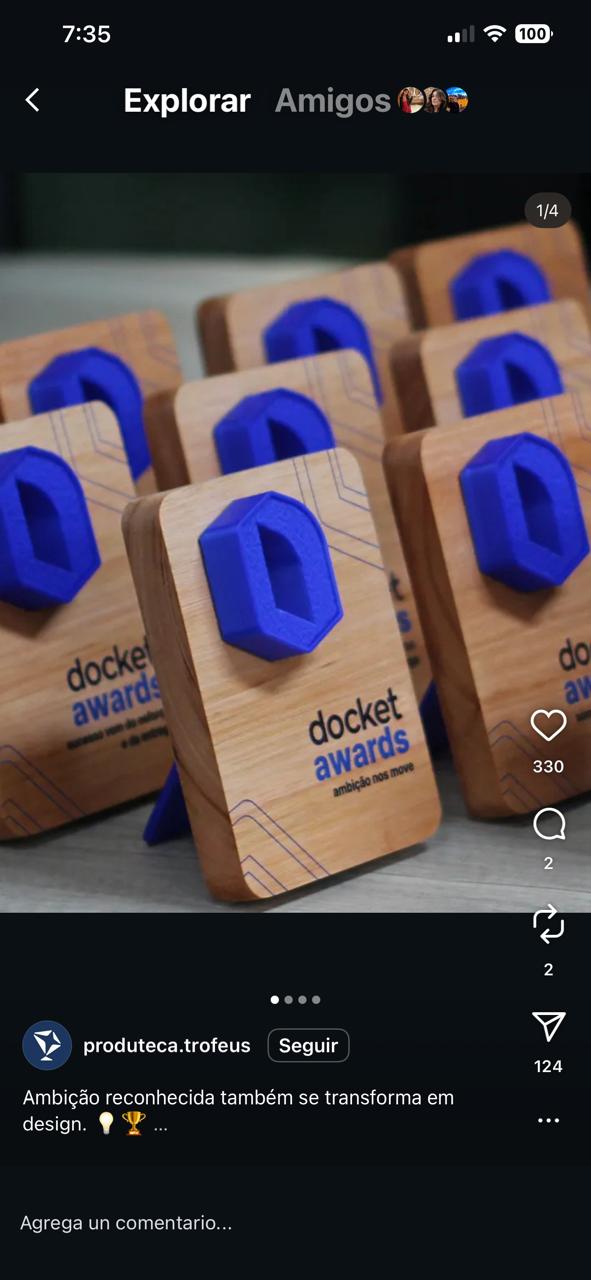 7:35
100
Explorar Amigos
1/4
docket
awards
docket
awards
ambição nos move
330
2
2
124
produteca.trofeus Seguir
Ambição reconhecida também se transforma em
design. 💡🏆 ...
Agrega un comentario...